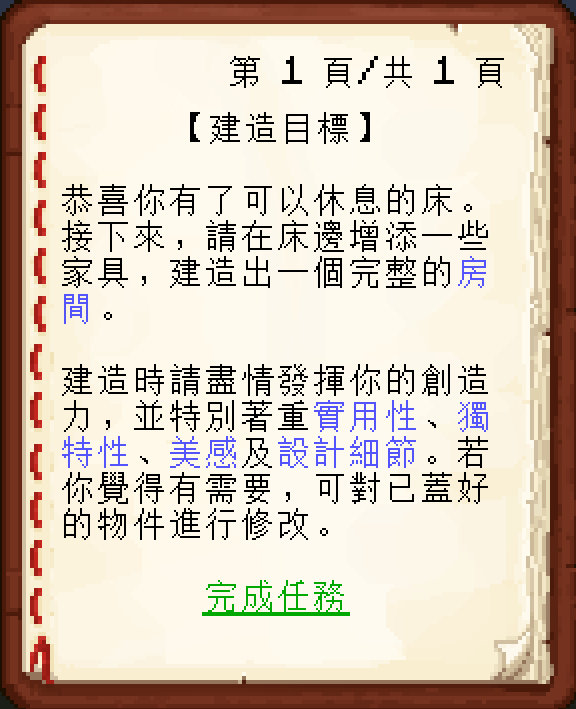 第 1 頁/共 1 頁
【建造目標】
恭喜你有了可以休息的床。
接下來，請在床邊增添一些
家具，建造出一個完整的房
間。
建造時請盡情發揮你的創造
力，並特別著重實用性、獨
特性、美感及設計細節。若
你覺得有需要，可對已蓋好
的物件進行修改。
完成任務